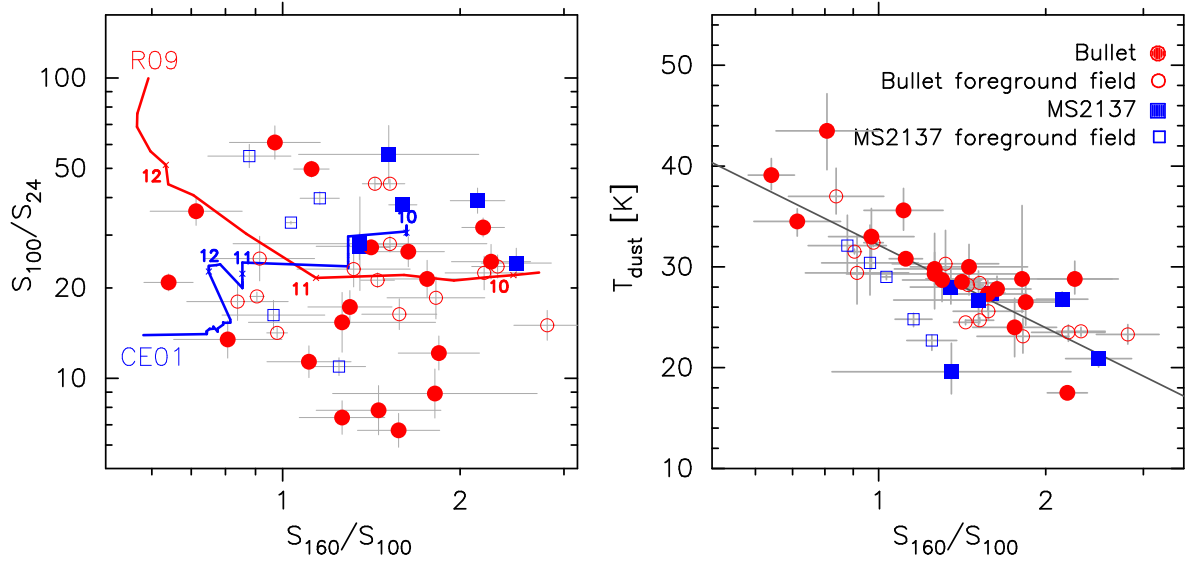 R09
100
12
50
10
12
11
20
11
10
CE01
10
S100/S24
1
2
S160/S100
50
Bullet
Bullet foreground field
MS2137
MS2137 foreground field
40
30
20
10
Tdust [K]
1
2
S160/S100